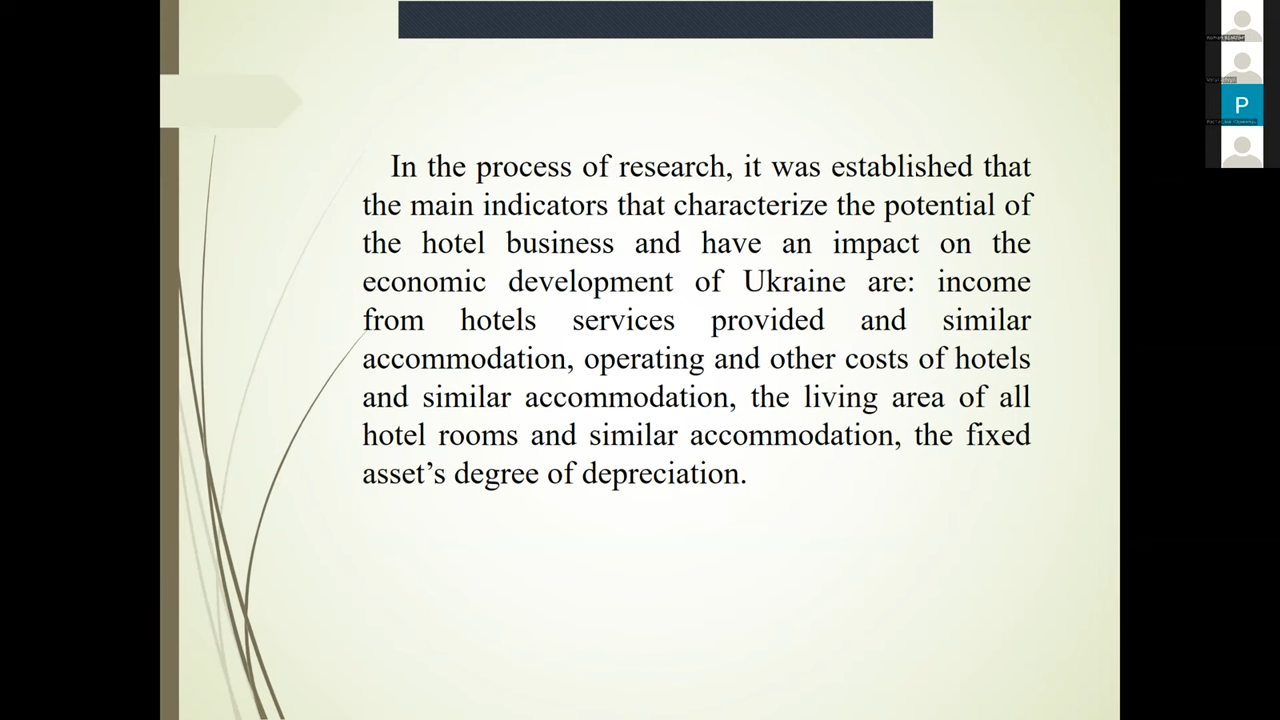 In the process of research, it was established that
the main indicators that characterize the potential of
the hotel business and have an impact on the
economic development of Ukraine are: income
from hotels services provided and similar
accommodation, operating and other costs of hotels
and similar accommodation, the living area of all
hotel rooms and similar accommodation, the fixed
asset’s degree of depreciation.
P